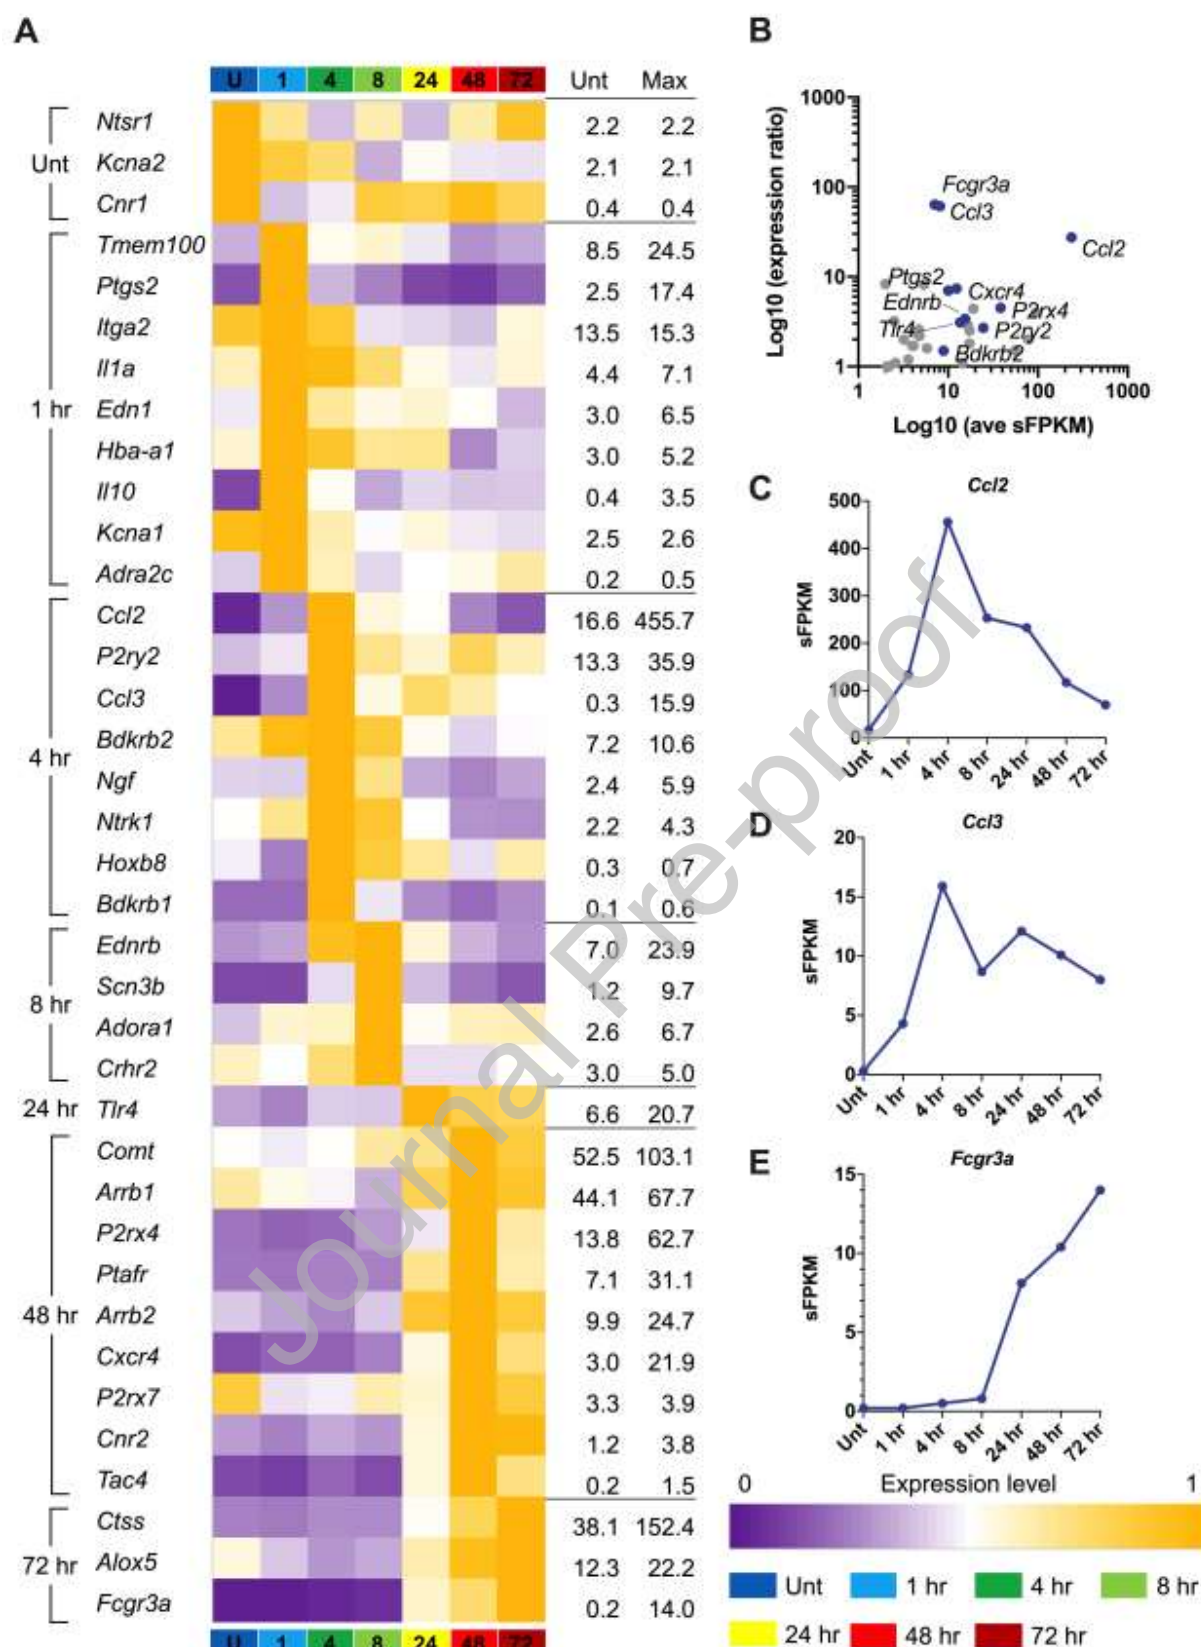 A
U 1 4 8 24 48 72 Unt Max
Unt
Ntsr1 2.2 2.2
Kcna2 2.1 2.1
Cnr1 0.4 0.4
1 hr
Tmem100 8.5 24.5
Ptgs2 2.5 17.4
Itga2 13.5 15.3
Il1a 4.4 7.1
Edn1 3.0 6.5
Hba-a1 3.0 5.2
Il10 0.4 3.5
Kcna1 2.5 2.6
Adra2c 0.2 0.5
4 hr
Ccl2 16.6 455.7
P2ry2 13.3 35.9
Ccl3 0.3 15.9
Bdkrb2 7.2 10.6
Ngf 2.4 5.9
Ntrk1 2.2 4.3
Hoxb8 0.3 0.7
Bdkrb1 0.1 0.6
8 hr
Ednrb 7.0 23.9
Scn3b 1.2 9.7
Adora1 2.6 6.7
Crhr2 3.0 5.0
24 hr
Tlr4 6.6 20.7
48 hr
Comt 52.5 103.1
Arrb1 44.1 67.7
P2rx4 13.8 62.7
Ptafr 7.1 31.1
Arrb2 9.9 24.7
Cxcr4 3.0 21.9
P2rx7 3.3 3.9
Cnr2 1.2 3.8
Tac4 0.2 1.5
72 hr
Ctss 38.1 152.4
Alox5 12.3 22.2
Fcgr3a 0.2 14.0
U 1 4 8 24 48 72
B
Log10 (expression ratio)
1000
100
10
1
Fcgr3a
Ccl3
Ccl2
Ptgs2
Cxcr4
Ednrb
P2rx4
Tlr4
P2ry2
Bdkrb2
1 10 100 1000
Log10 (ave sFPKM)
C
Ccl2
sFPKM
500
400
300
200
100
0
Unt 1 hr 4 hr 8 hr 24 hr 48 hr 72 hr
D
Ccl3
sFPKM
20
15
10
5
0
Unt 1 hr 4 hr 8 hr 24 hr 48 hr 72 hr
E
Fcgr3a
sFPKM
15
10
5
0
Unt 1 hr 4 hr 8 hr 24 hr 48 hr 72 hr
0 Expression level 1
Unt 1 hr 4 hr 8 hr
24 hr 48 hr 72 hr
Journal Pre-proof